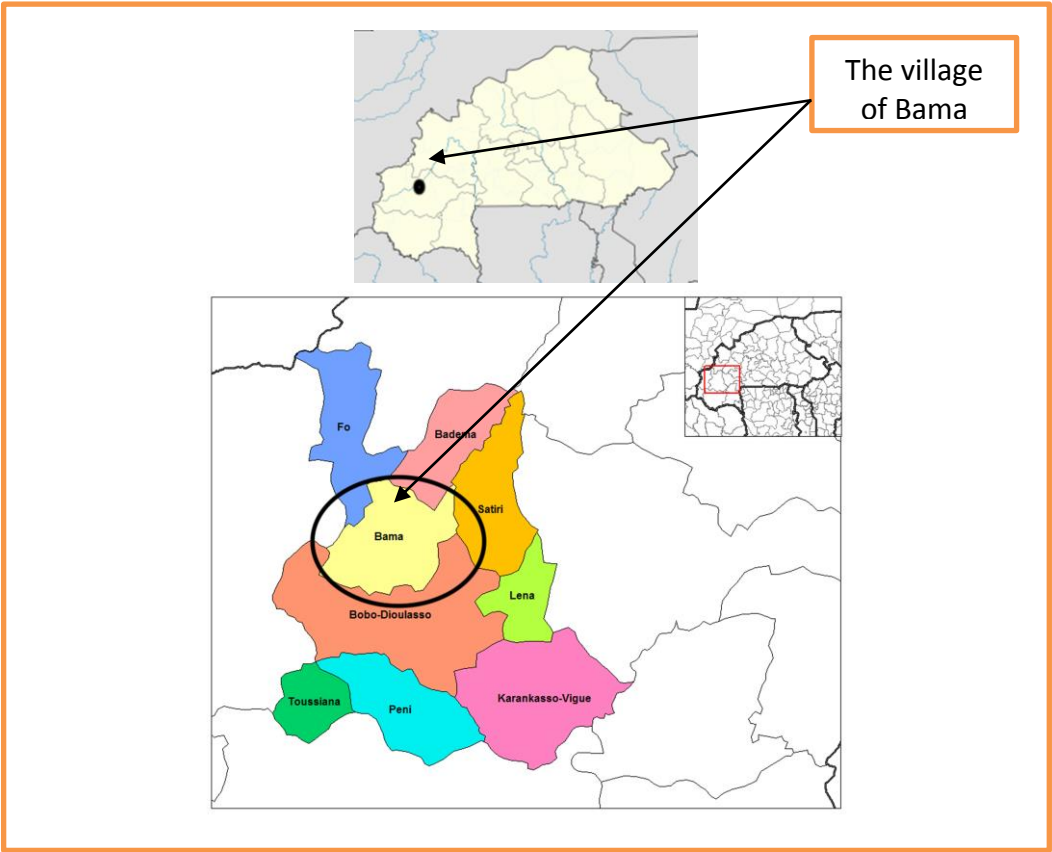 The village
of Bama
Fo
Badema
Satiri
Bama
Lena
Bobo-Dioulasso
Toussiana
Peni
Karankasso-Vigue